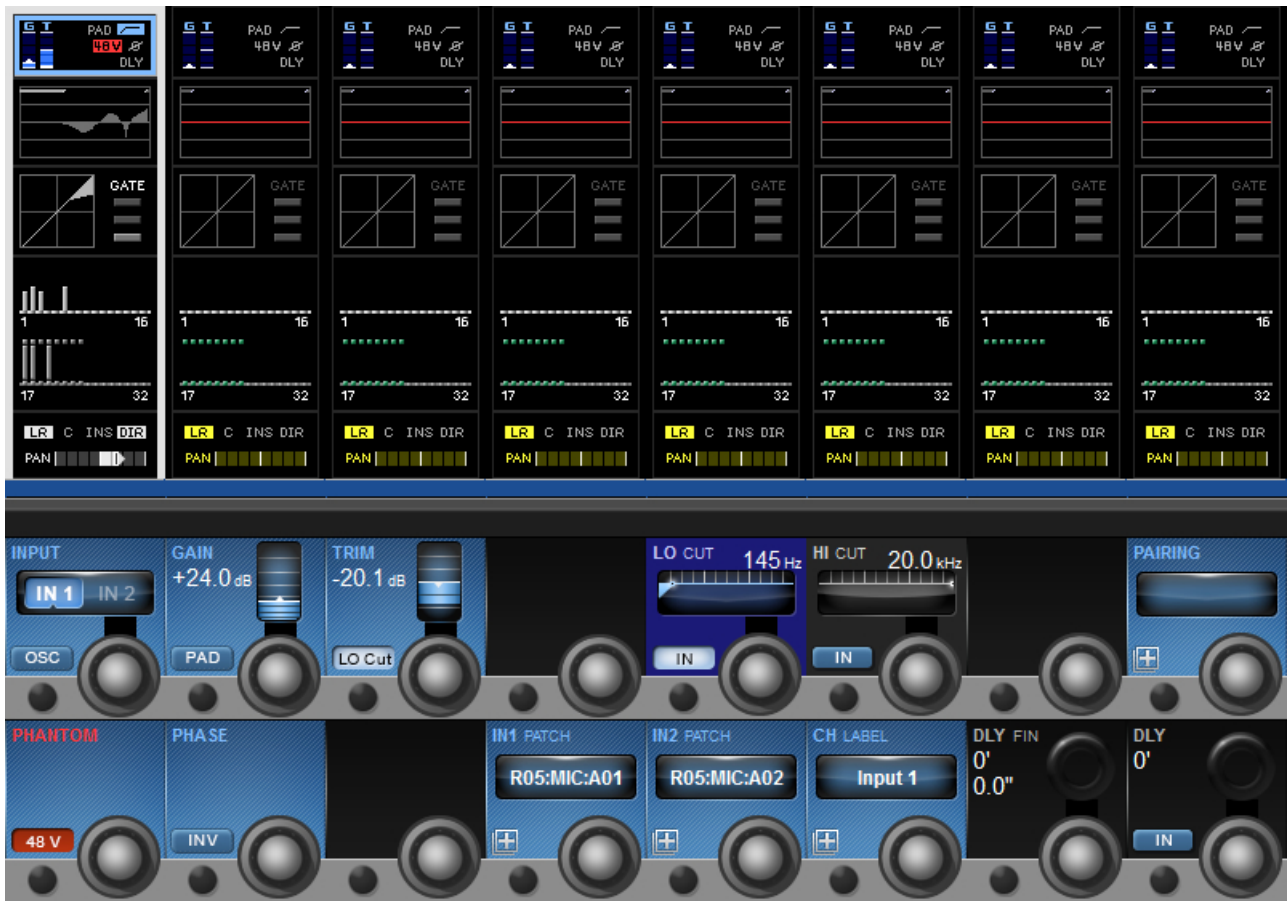 G T PAD G T PAD G T PAD G T PAD G T PAD G T PAD G T PAD G T PAD
48V 48V 48V 48V 48V 48V 48V 48V
DLY DLY DLY DLY DLY DLY DLY DLY
GATE GATE GATE GATE GATE GATE GATE GATE
1 16 1 16 1 16 1 16 1 16 1 16 1 16 1 16
17 32 17 32 17 32 17 32 17 32 17 32 17 32 17 32
LR C INS DIR LR C INS DIR LR C INS DIR LR C INS DIR LR C INS DIR LR C INS DIR LR C INS DIR LR C INS DIR
PAN PAN PAN PAN PAN PAN PAN PAN
INPUT GAIN TRIM LO CUT HI CUT PAIRING
+24.0 dB -20.1 dB 145 Hz 20.0 kHz
IN 1 IN 2
OSC PAD LO Cut IN IN
PHANTOM PHASE IN1 PATCH IN2 PATCH CH LABEL DLY FIN DLY
0' 0'
R05:MIC:A01 R05:MIC:A02 Input 1 0.0"
48 V INV IN